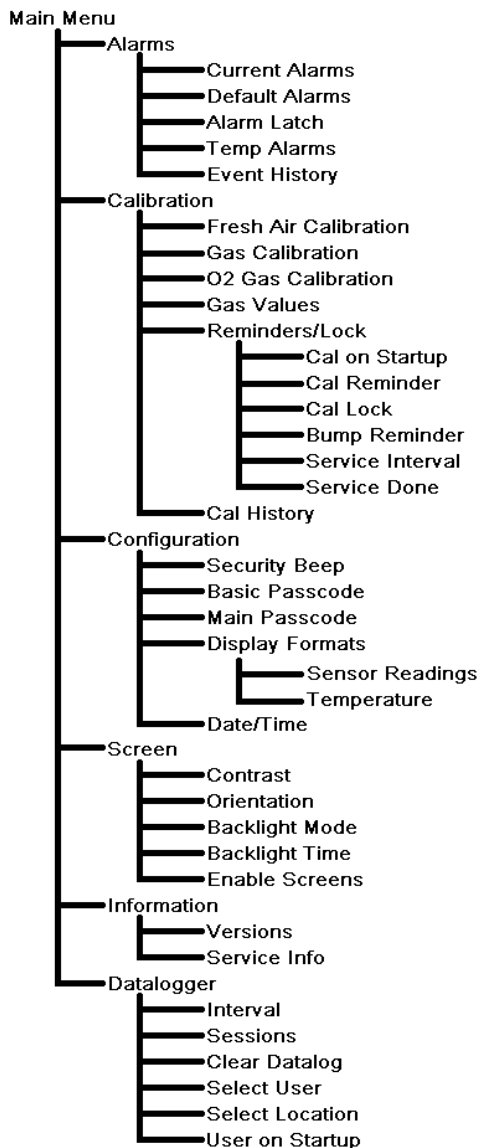 Main Menu
Alarms
Current Alarms
Default Alarms
Alarm Latch
Temp Alarms
Event History
Calibration
Fresh Air Calibration
Gas Calibration
O2 Gas Calibration
Gas Values
Reminders/Lock
Cal on Startup
Cal Reminder
Cal Lock
Bump Reminder
Service Interval
Service Done
Cal History
Configuration
Security Beep
Basic Passcode
Main Passcode
Display Formats
Sensor Readings
Temperature
Date/Time
Screen
Contrast
Orientation
Backlight Mode
Backlight Time
Enable Screens
Information
Versions
Service Info
Datalogger
Interval
Sessions
Clear Datalog
Select User
Select Location
User on Startup